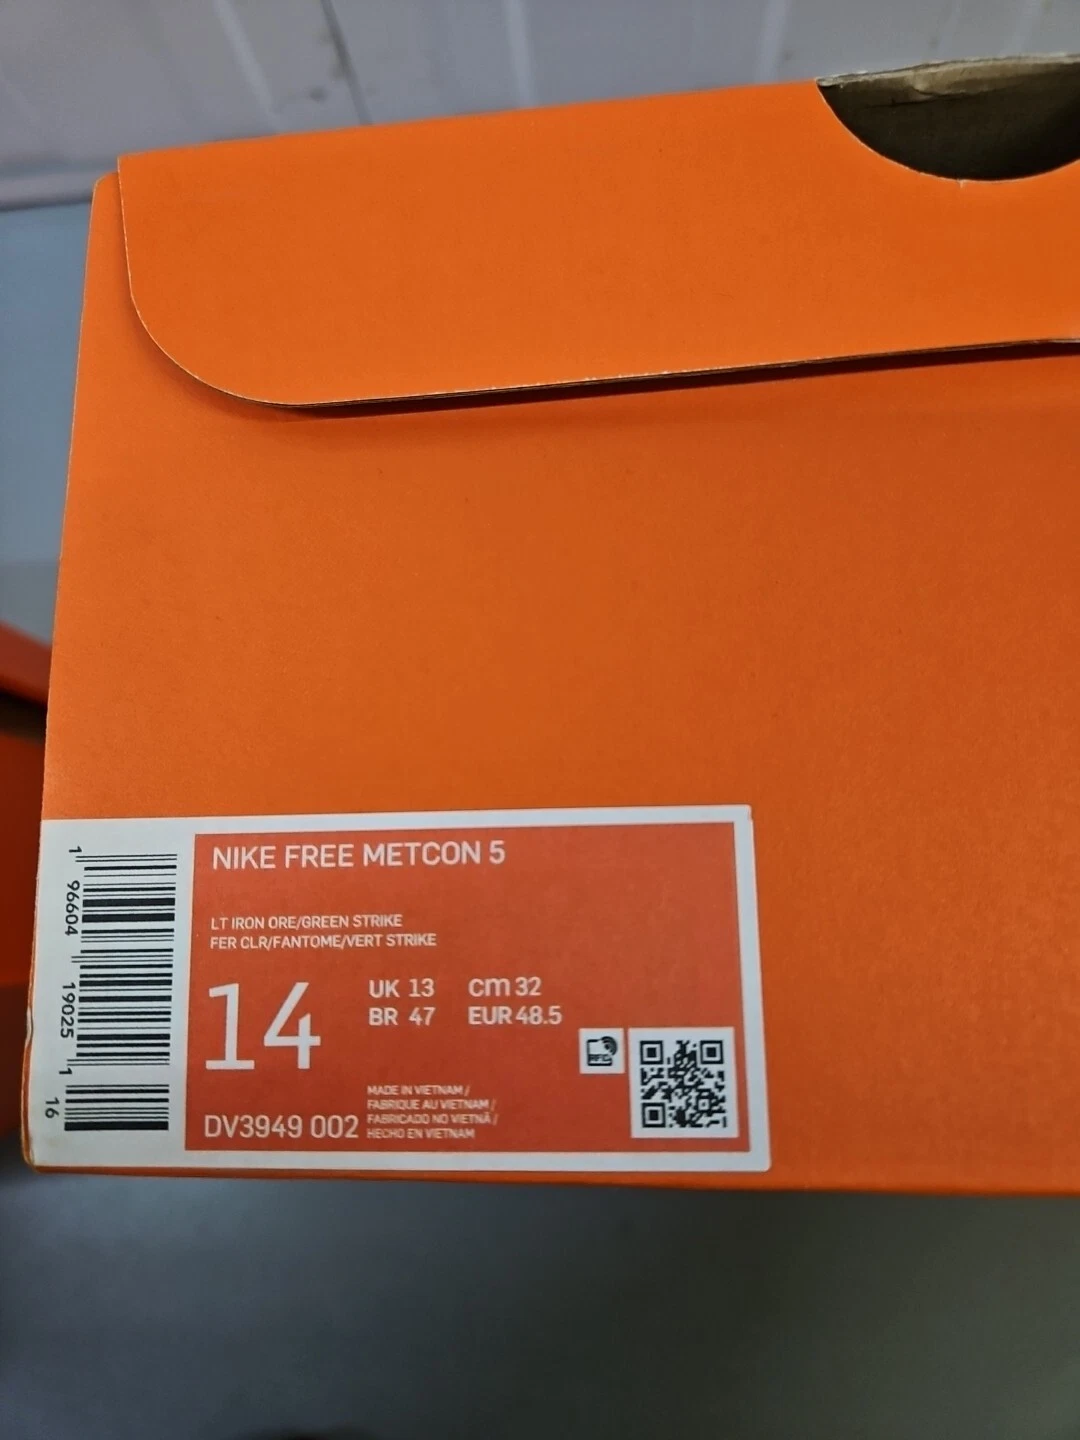 NIKE FREE METCON 5
LT IRON ORE/GREEN STRIKE
FER CLR/FANTOME/VERT STRIKE
14
UK 13 cm 32
BR 47 EUR 48.5
MADE IN VIETNAM /
FABRIQUE AU VIETNAM /
FABRICADO NO VIETNÃ /
HECHO EN VIETNAM
DV3949 002
RFID
1 96604 19025 1
16